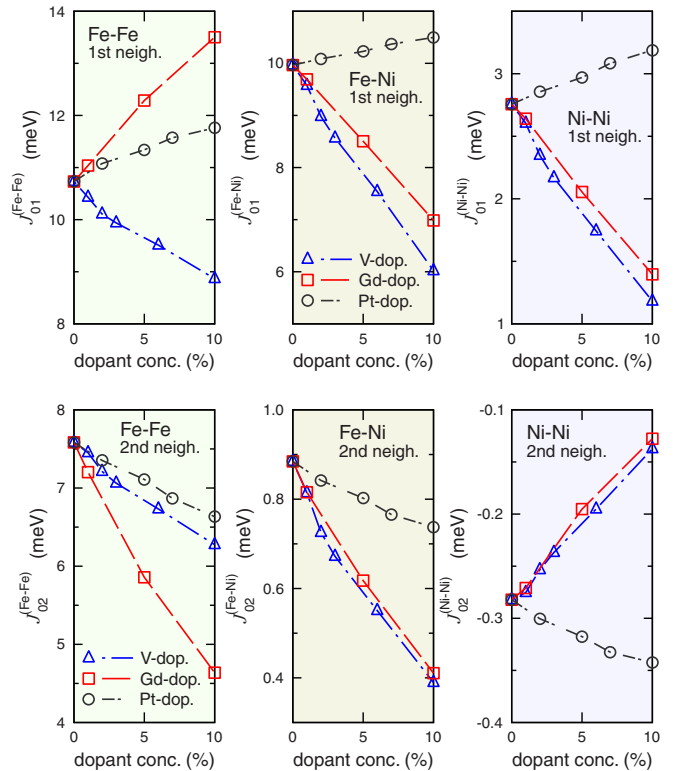 14
12
10
8
J01(Fe-Fe) (meV)
Fe-Fe
1st neigh.
0 5 10
dopant conc. (%)
10
8
6
J01(Fe-Ni) (meV)
Fe-Ni
1st neigh.
V-dop.
Gd-dop.
Pt-dop.
0 5 10
dopant conc. (%)
3
2
1
J01(Ni-Ni) (meV)
Ni-Ni
1st neigh.
0 5 10
dopant conc. (%)
8
7
6
5
4
J02(Fe-Fe) (meV)
Fe-Fe
2nd neigh.
V-dop.
Gd-dop.
Pt-dop.
0 5 10
dopant conc. (%)
1.0
0.8
0.6
0.4
J02(Fe-Ni) (meV)
Fe-Ni
2nd neigh.
0 5 10
dopant conc. (%)
-0.1
-0.2
-0.3
-0.4
J02(Ni-Ni) (meV)
Ni-Ni
2nd neigh.
0 5 10
dopant conc. (%)